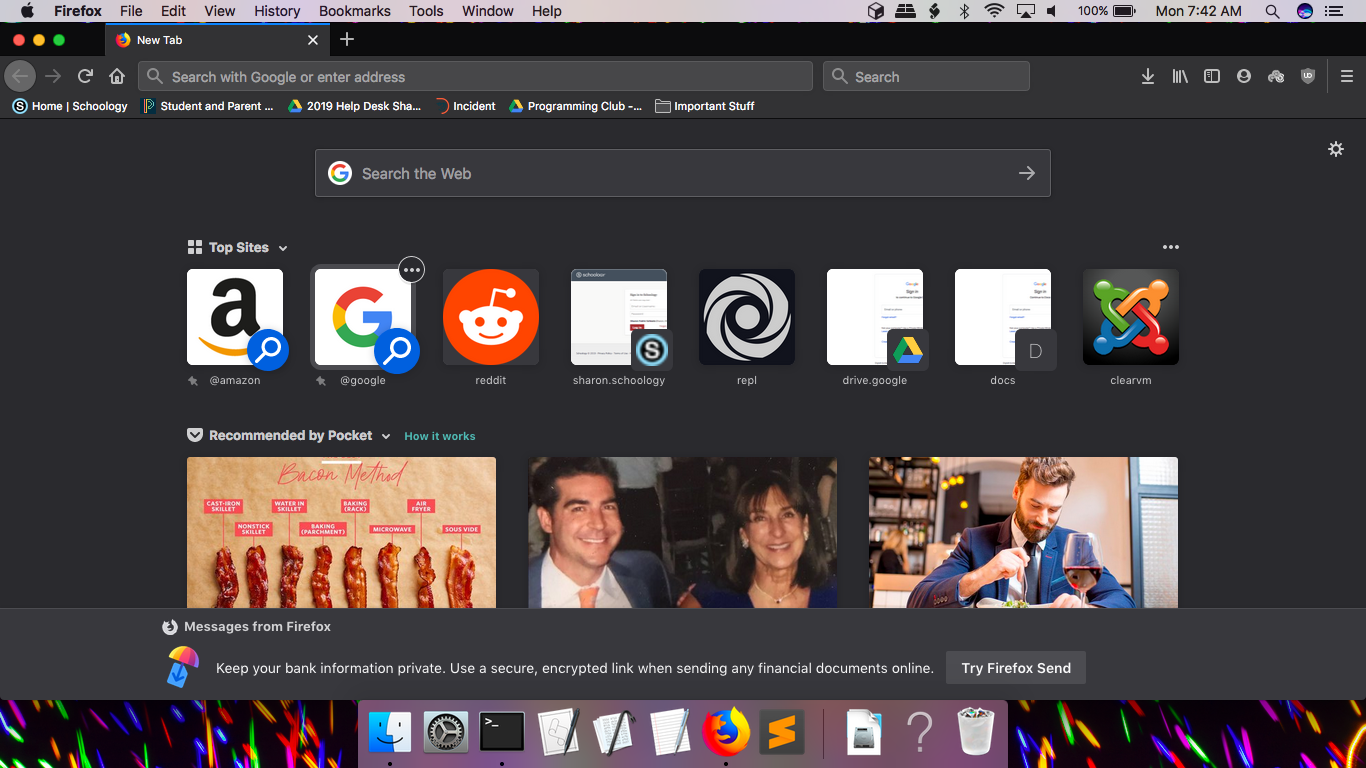 Firefox File Edit View History Bookmarks Tools Window Help 100% Mon 7:42 AM
New Tab
Search with Google or enter address Search
Home | Schoology Student and Parent ... 2019 Help Desk Sha... Incident Programming Club -... Important Stuff
Search the Web
Top Sites
@amazon @google reddit sharon.schoology repl drive.google docs clearvm
Recommended by Pocket How it works
Bacon Method
CAST-IRON SKILLET
WATER IN SKILLET
BAKING (RACK)
AIR FRYER
NONSTICK SKILLET
BAKING (PARCHMENT)
MICROWAVE
SOUS VIDE
Messages from Firefox
Keep your bank information private. Use a secure, encrypted link when sending any financial documents online. Try Firefox Send